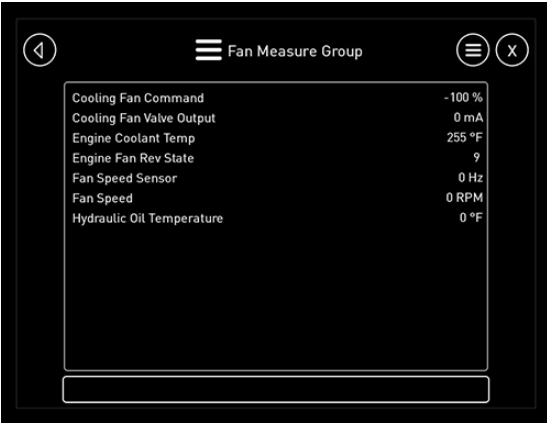 Fan Measure Group
X
Cooling Fan Command -100 %
Cooling Fan Valve Output 0 mA
Engine Coolant Temp 255 °F
Engine Fan Rev State 9
Fan Speed Sensor 0 Hz
Fan Speed 0 RPM
Hydraulic Oil Temperature 0 °F